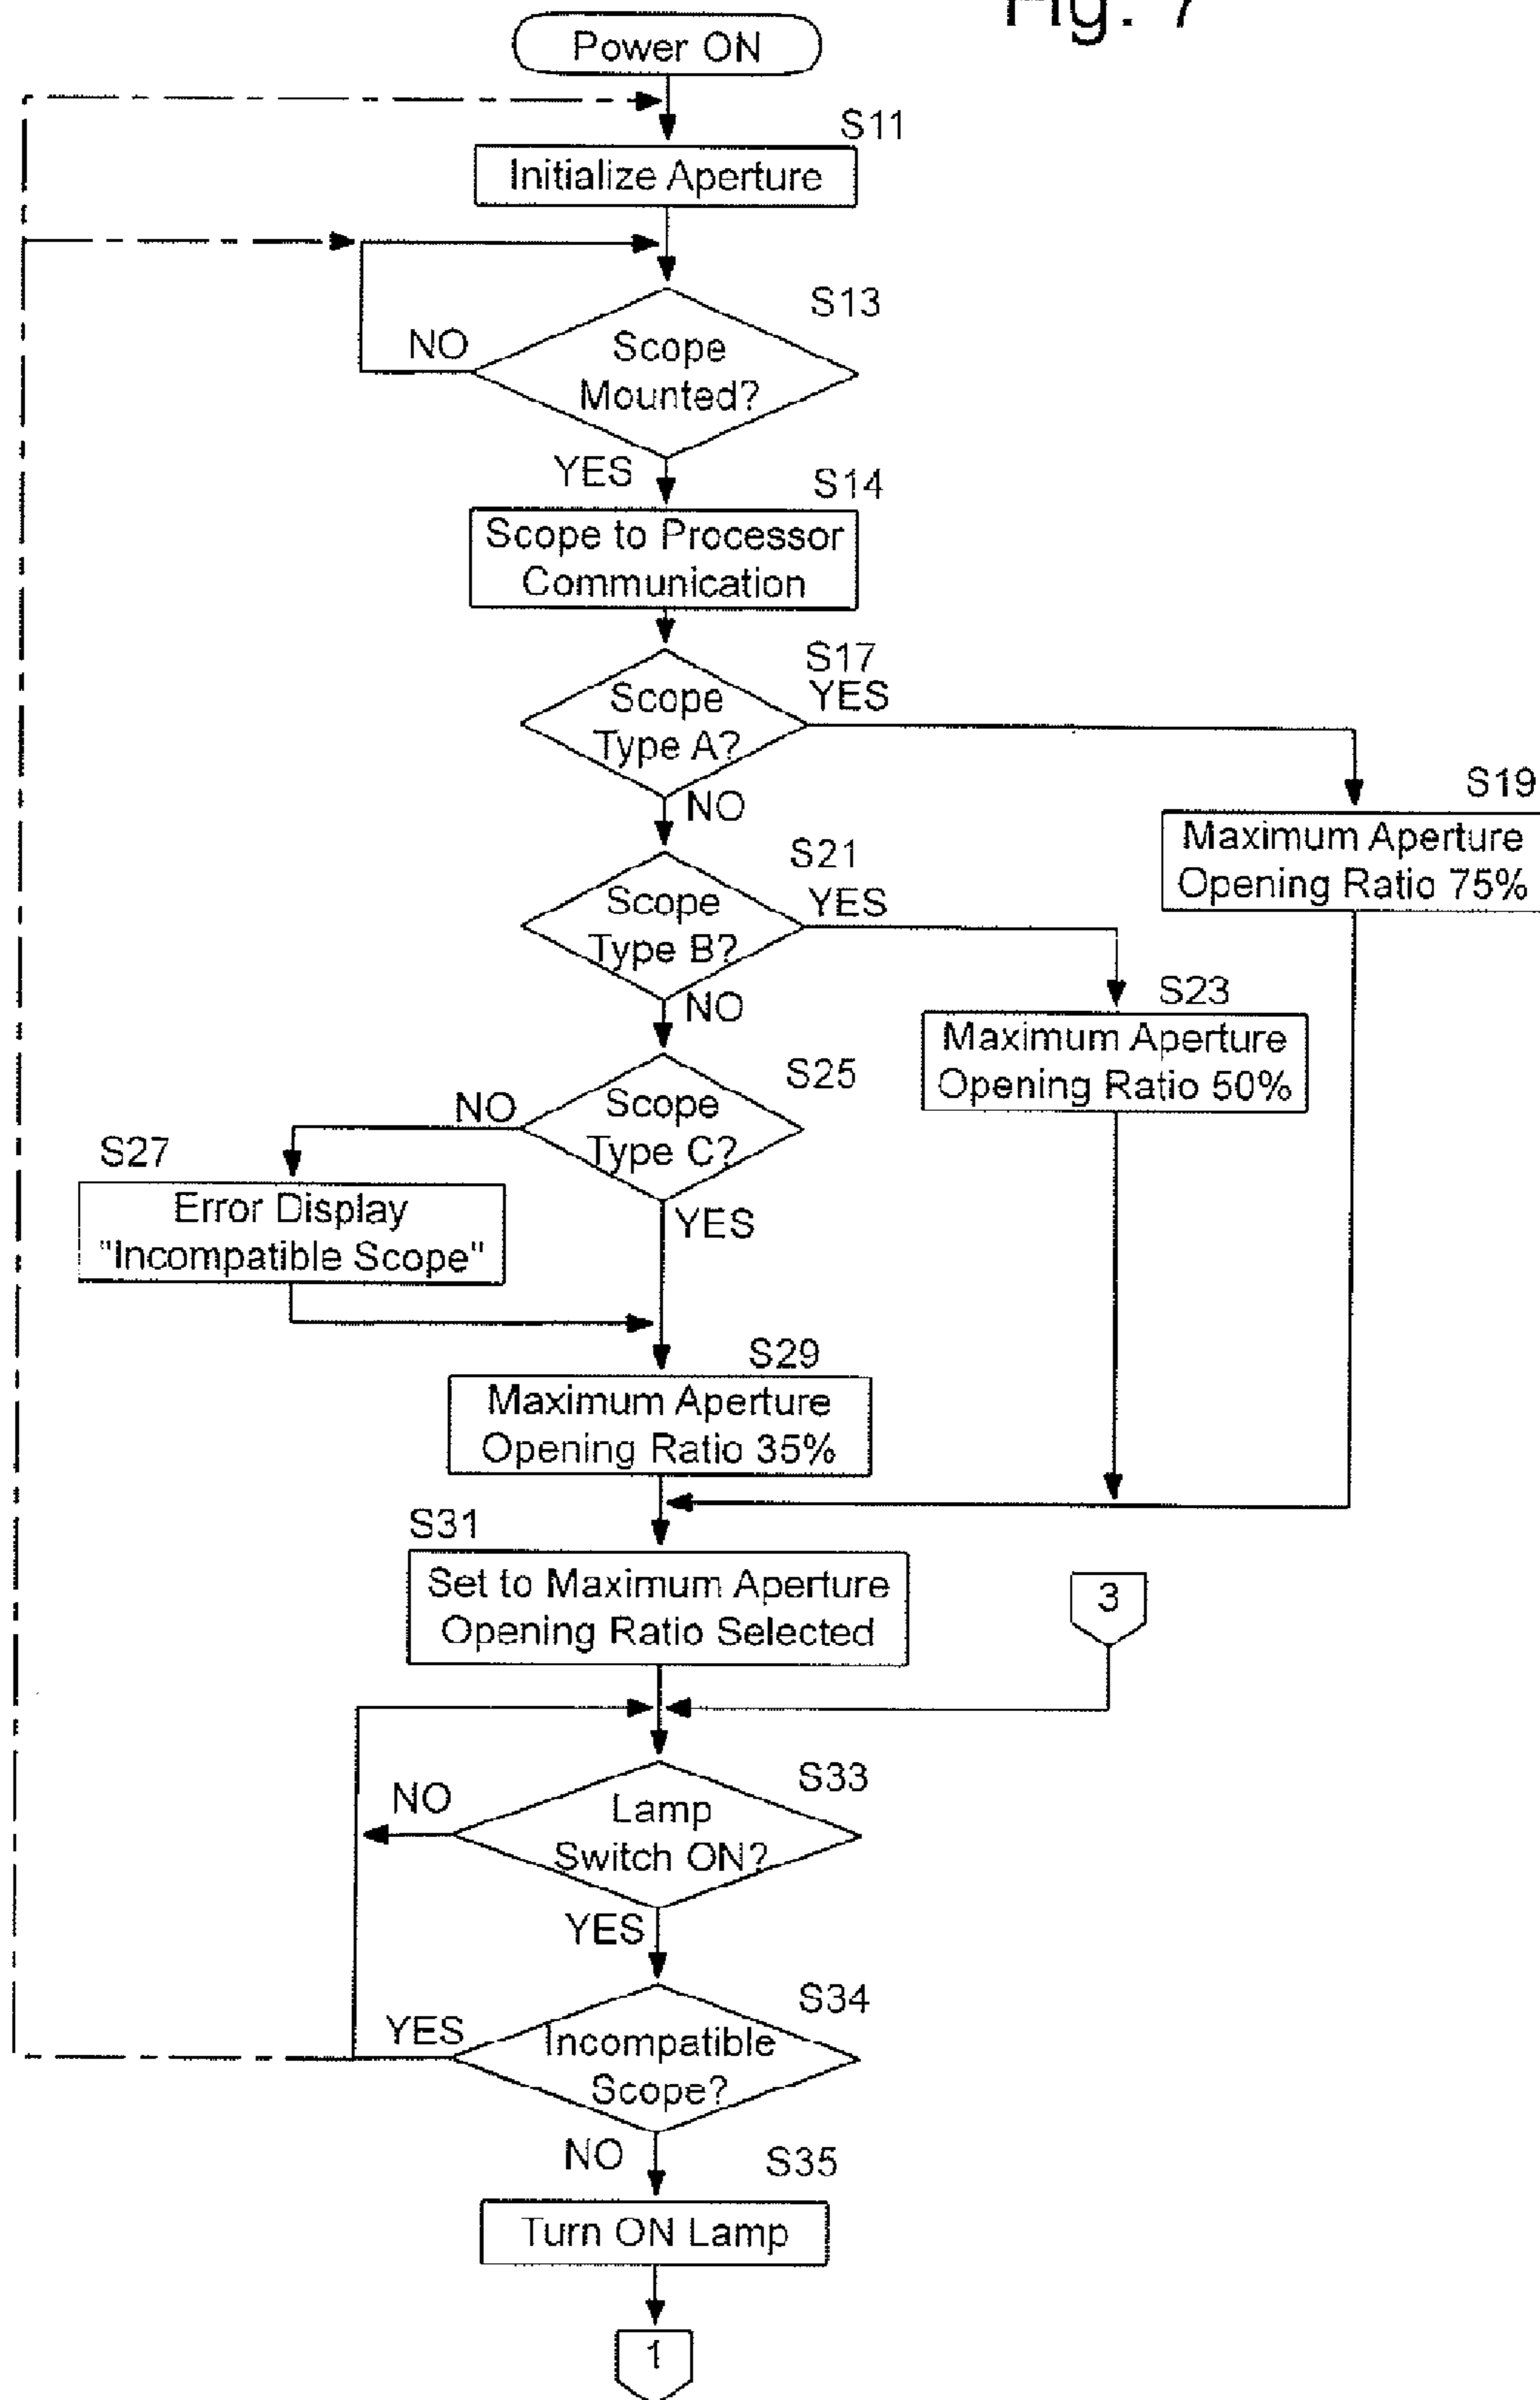 Fig. 7
Power ON
S11
Initialize Aperture
S13
NO
Scope
Mounted?
YES
S14
Scope to Processor
Communication
S17
YES
Scope
Type A?
NO
S19
Maximum Aperture
Opening Ratio 75%
S21
YES
Scope
Type B?
NO
S23
Maximum Aperture
Opening Ratio 50%
S25
NO
Scope
Type C?
YES
S27
Error Display
"Incompatible Scope"
S29
Maximum Aperture
Opening Ratio 35%
S31
Set to Maximum Aperture
Opening Ratio Selected
3
S33
NO
Lamp
Switch ON?
YES
S34
YES
Incompatible
Scope?
NO
S35
Turn ON Lamp
1